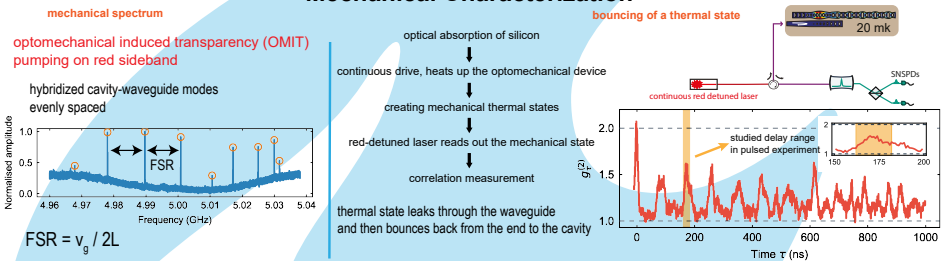 Mechanical Characterization
mechanical spectrum
optomechanical induced transparency (OMIT)
pumping on red sideband
hybridized cavity-waveguide modes
evenly spaced
Normalised amplitude
1.0
0.5
0.0
FSR
4.96 4.97 4.98 4.99 5.00 5.01 5.02 5.03 5.04
Frequency (GHz)
FSR = vg / 2L
optical absorption of silicon
continuous drive, heats up the optomechanical device
creating mechanical thermal states
red-detuned laser reads out the mechanical state
correlation measurement
thermal state leaks through the waveguide
and then bounces back from the end to the cavity
bouncing of a thermal state
20 mk
continuous red detuned laser
SNSPDs
gτ(2)
2.0
1.5
1.0
studied delay range
in pulsed experiment
2
1
150 175 200
0 200 400 600 800 1000
Time τ (ns)